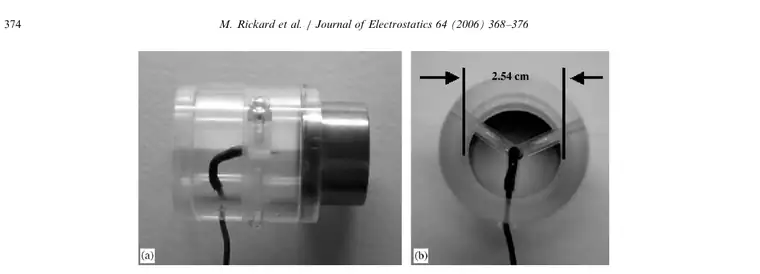 374
M. Rickard et al. / Journal of Electrostatics 64 (2006) 368–376
2.54 cm
(a)
(b)